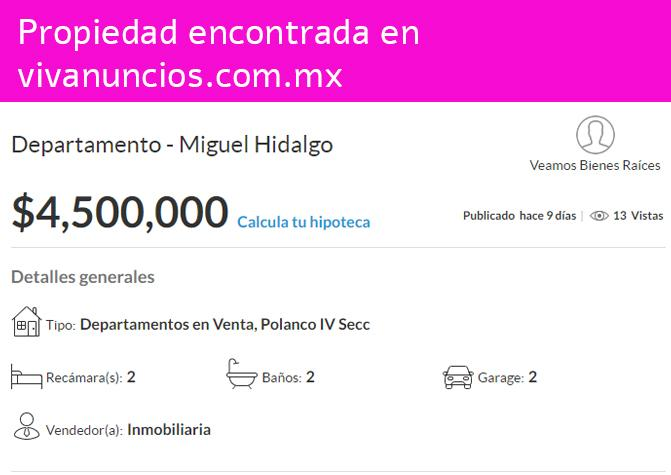 Propiedad encontrada en
vivanuncios.com.mx
Departamento - Miguel Hidalgo
Veamos Bienes Raíces
$4,500,000 Calcula tu hipoteca
Publicado hace 9 días | 13 Vistas
Detalles generales
Tipo: Departamentos en Venta, Polanco IV Secc
Recámara(s): 2
Baños: 2
Garage: 2
Vendedor(a): Inmobiliaria